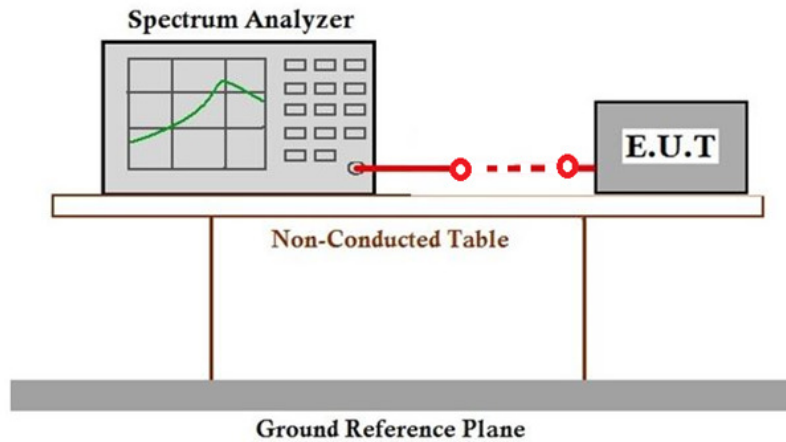 Spectrum Analyzer
E.U.T
Non-Conducted Table
Ground Reference Plane